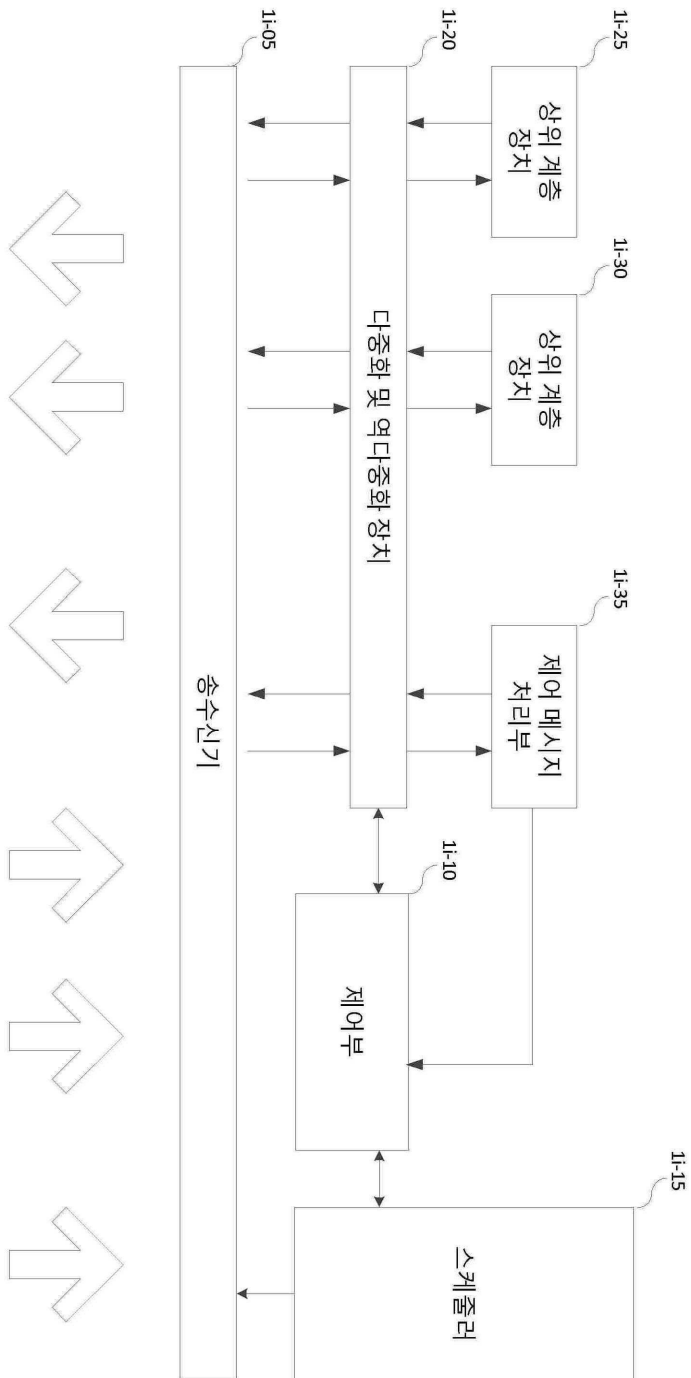 1i-25
상위 계층
장치
1i-30
상위 계층
장치
1i-35
제어 메시지
처리부
1i-15
스케줄러
1i-20
다중화 및 역다중화 장치
1i-10
제어부
1i-05
송수신기